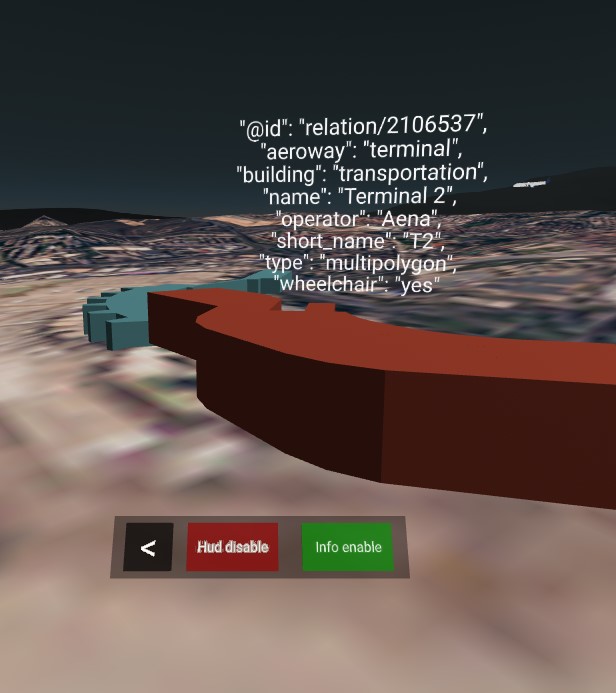 "@id": "relation/2106537",
"aeroway": "terminal",
"building": "transportation",
"name": "Terminal 2",
"operator": "Aena",
"short_name": "T2",
"type": "multipolygon",
"wheelchair": "yes"
< Hud disable Info enable